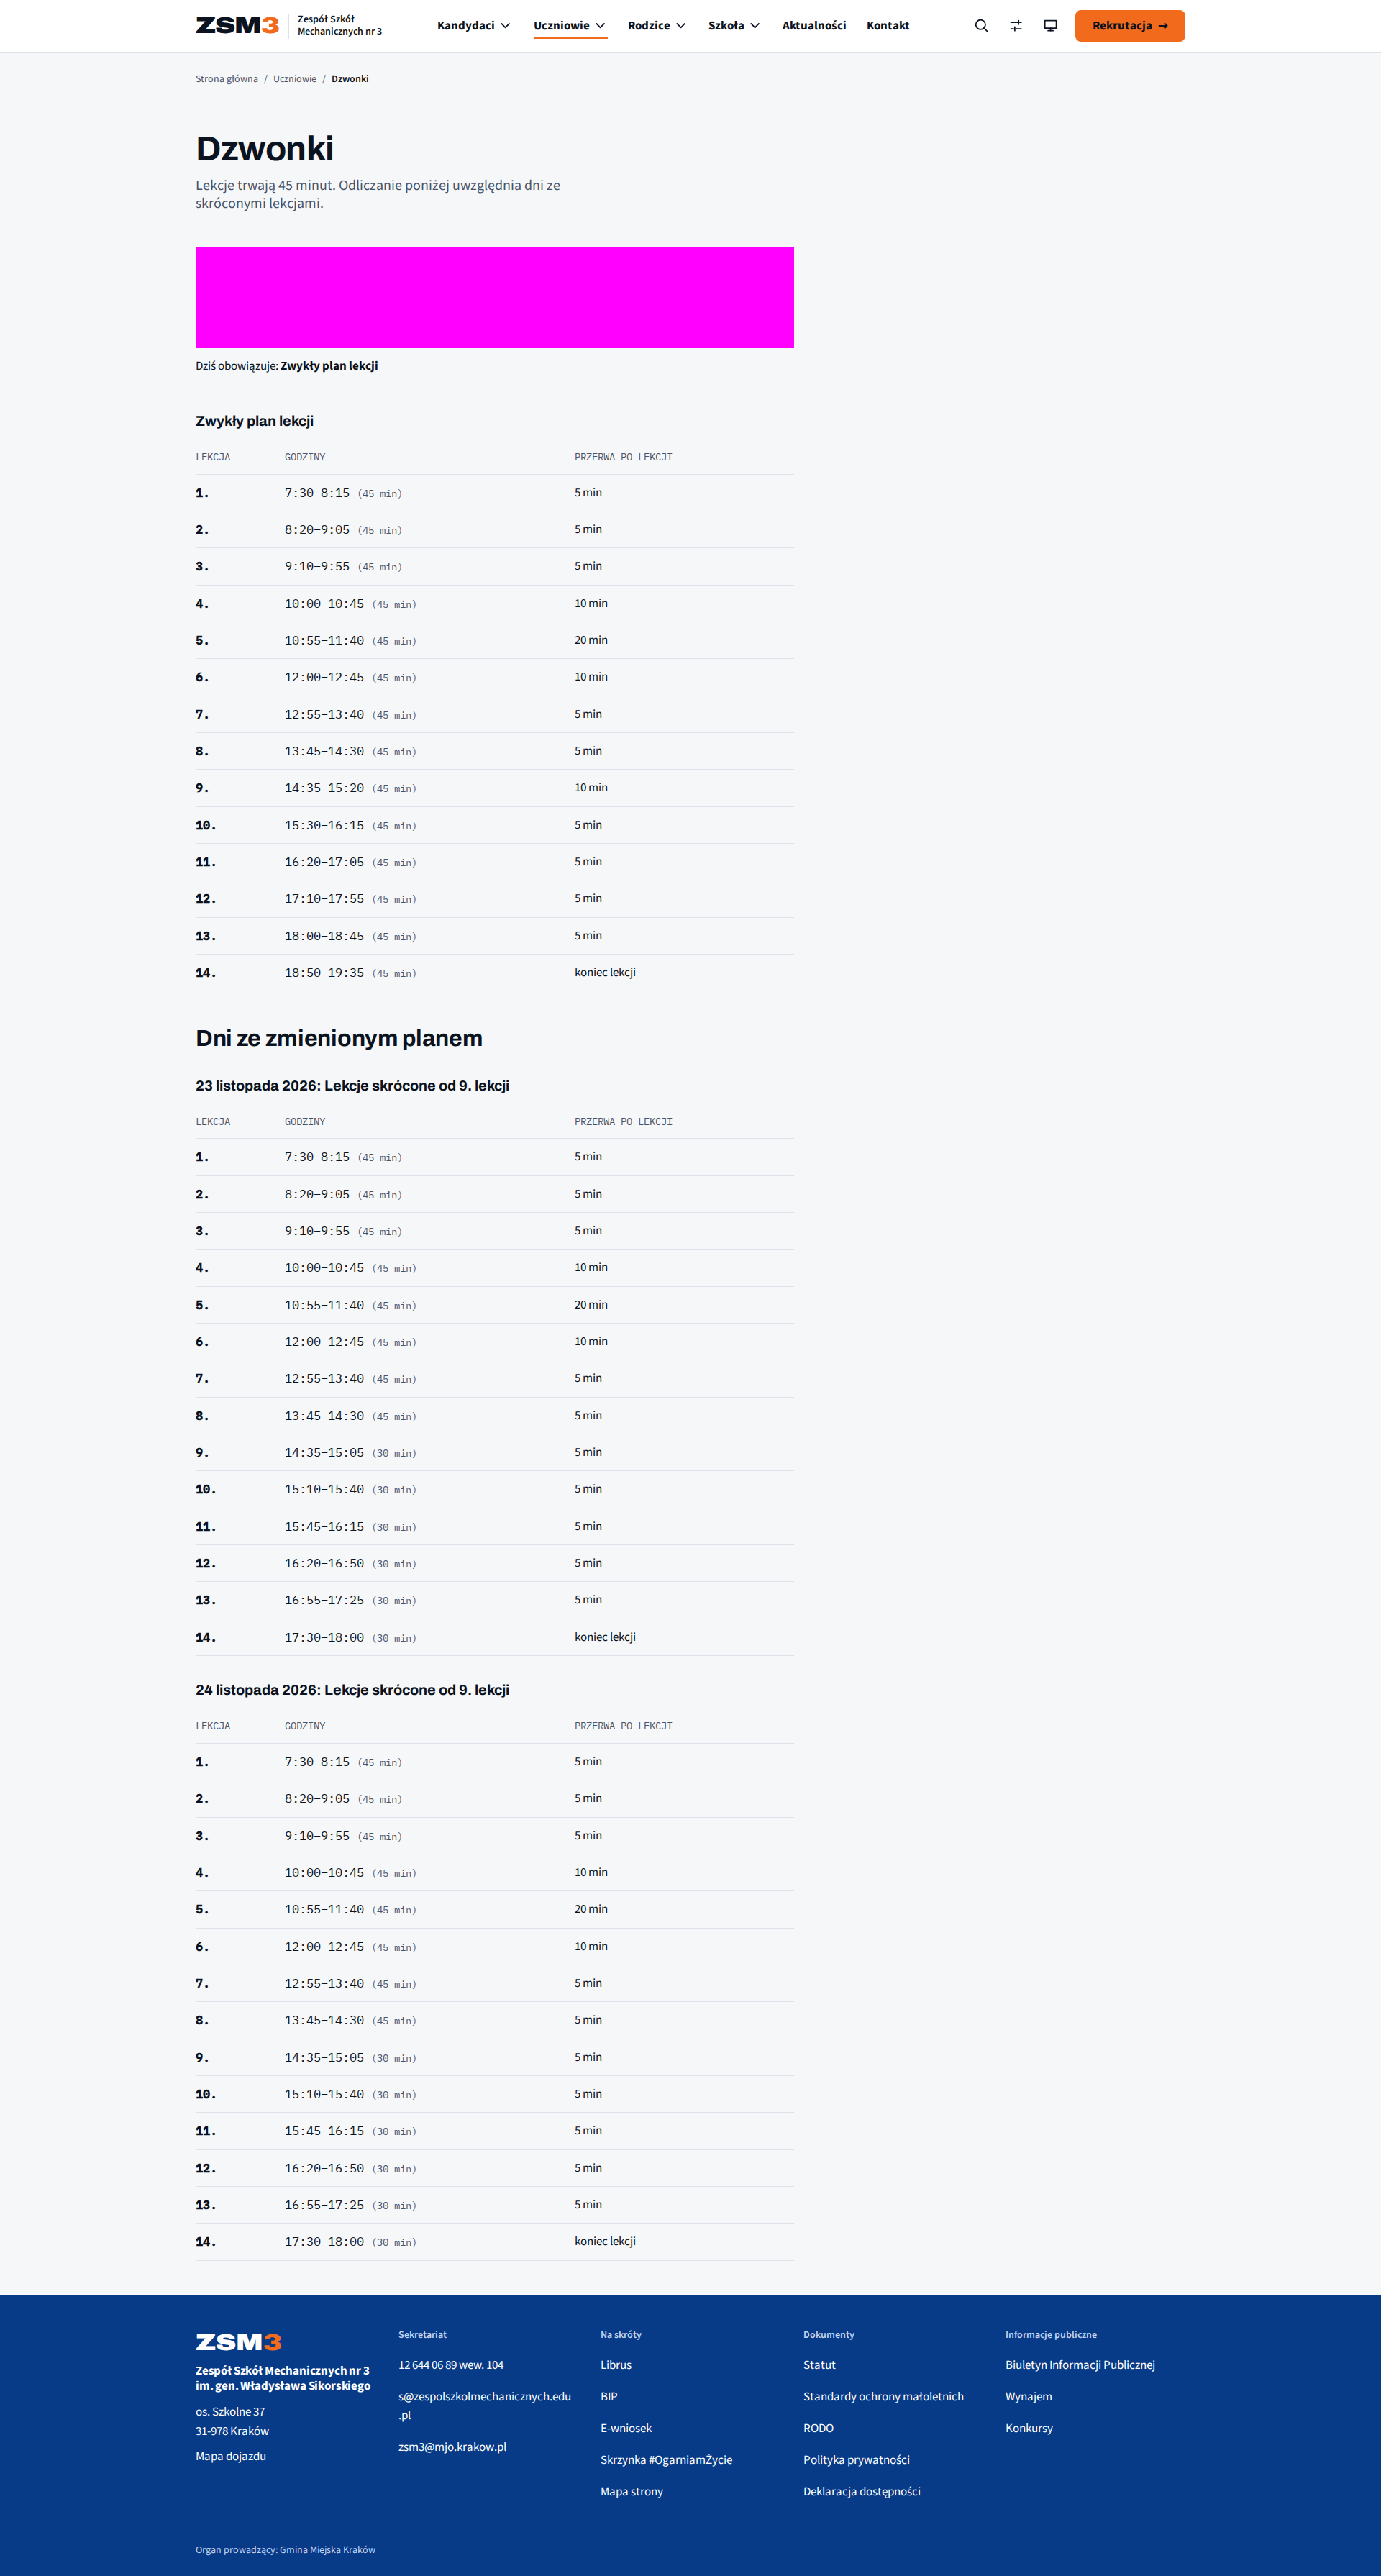 ZSM3
Zespół Szkół
Mechanicznych nr 3
Kandydaci
Uczniowie
Rodzice
Szkoła
Aktualności
Kontakt
Rekrutacja →
Strona główna / Uczniowie / Dzwonki
Dzwonki
Lekcje trwają 45 minut. Odliczanie poniżej uwzględnia dni ze
skróconymi lekcjami.
Dziś obowiązuje: Zwykły plan lekcji
Zwykły plan lekcji
LEKCJA GODZINY PRZERWA PO LEKCJI
1. 7:30–8:15 (45 min) 5 min
2. 8:20–9:05 (45 min) 5 min
3. 9:10–9:55 (45 min) 5 min
4. 10:00–10:45 (45 min) 10 min
5. 10:55–11:40 (45 min) 20 min
6. 12:00–12:45 (45 min) 10 min
7. 12:55–13:40 (45 min) 5 min
8. 13:45–14:30 (45 min) 5 min
9. 14:35–15:20 (45 min) 10 min
10. 15:30–16:15 (45 min) 5 min
11. 16:20–17:05 (45 min) 5 min
12. 17:10–17:55 (45 min) 5 min
13. 18:00–18:45 (45 min) 5 min
14. 18:50–19:35 (45 min) koniec lekcji
Dni ze zmienionym planem
23 listopada 2026: Lekcje skrócone od 9. lekcji
LEKCJA GODZINY PRZERWA PO LEKCJI
1. 7:30–8:15 (45 min) 5 min
2. 8:20–9:05 (45 min) 5 min
3. 9:10–9:55 (45 min) 5 min
4. 10:00–10:45 (45 min) 10 min
5. 10:55–11:40 (45 min) 20 min
6. 12:00–12:45 (45 min) 10 min
7. 12:55–13:40 (45 min) 5 min
8. 13:45–14:30 (45 min) 5 min
9. 14:35–15:05 (30 min) 5 min
10. 15:10–15:40 (30 min) 5 min
11. 15:45–16:15 (30 min) 5 min
12. 16:20–16:50 (30 min) 5 min
13. 16:55–17:25 (30 min) 5 min
14. 17:30–18:00 (30 min) koniec lekcji
24 listopada 2026: Lekcje skrócone od 9. lekcji
LEKCJA GODZINY PRZERWA PO LEKCJI
1. 7:30–8:15 (45 min) 5 min
2. 8:20–9:05 (45 min) 5 min
3. 9:10–9:55 (45 min) 5 min
4. 10:00–10:45 (45 min) 10 min
5. 10:55–11:40 (45 min) 20 min
6. 12:00–12:45 (45 min) 10 min
7. 12:55–13:40 (45 min) 5 min
8. 13:45–14:30 (45 min) 5 min
9. 14:35–15:05 (30 min) 5 min
10. 15:10–15:40 (30 min) 5 min
11. 15:45–16:15 (30 min) 5 min
12. 16:20–16:50 (30 min) 5 min
13. 16:55–17:25 (30 min) 5 min
14. 17:30–18:00 (30 min) koniec lekcji
ZSM3
Zespół Szkół Mechanicznych nr 3
im. gen. Władysława Sikorskiego
os. Szkolne 37
31-978 Kraków
Mapa dojazdu
Sekretariat
12 644 06 89 wew. 104
s@zespolszkolmechanicznych.edu
.pl
zsm3@mjo.krakow.pl
Na skróty
Librus
BIP
E-wniosek
Skrzynka #OgarniamŻycie
Mapa strony
Dokumenty
Statut
Standardy ochrony małoletnich
RODO
Polityka prywatności
Deklaracja dostępności
Informacje publiczne
Biuletyn Informacji Publicznej
Wynajem
Konkursy
Organ prowadzący: Gmina Miejska Kraków